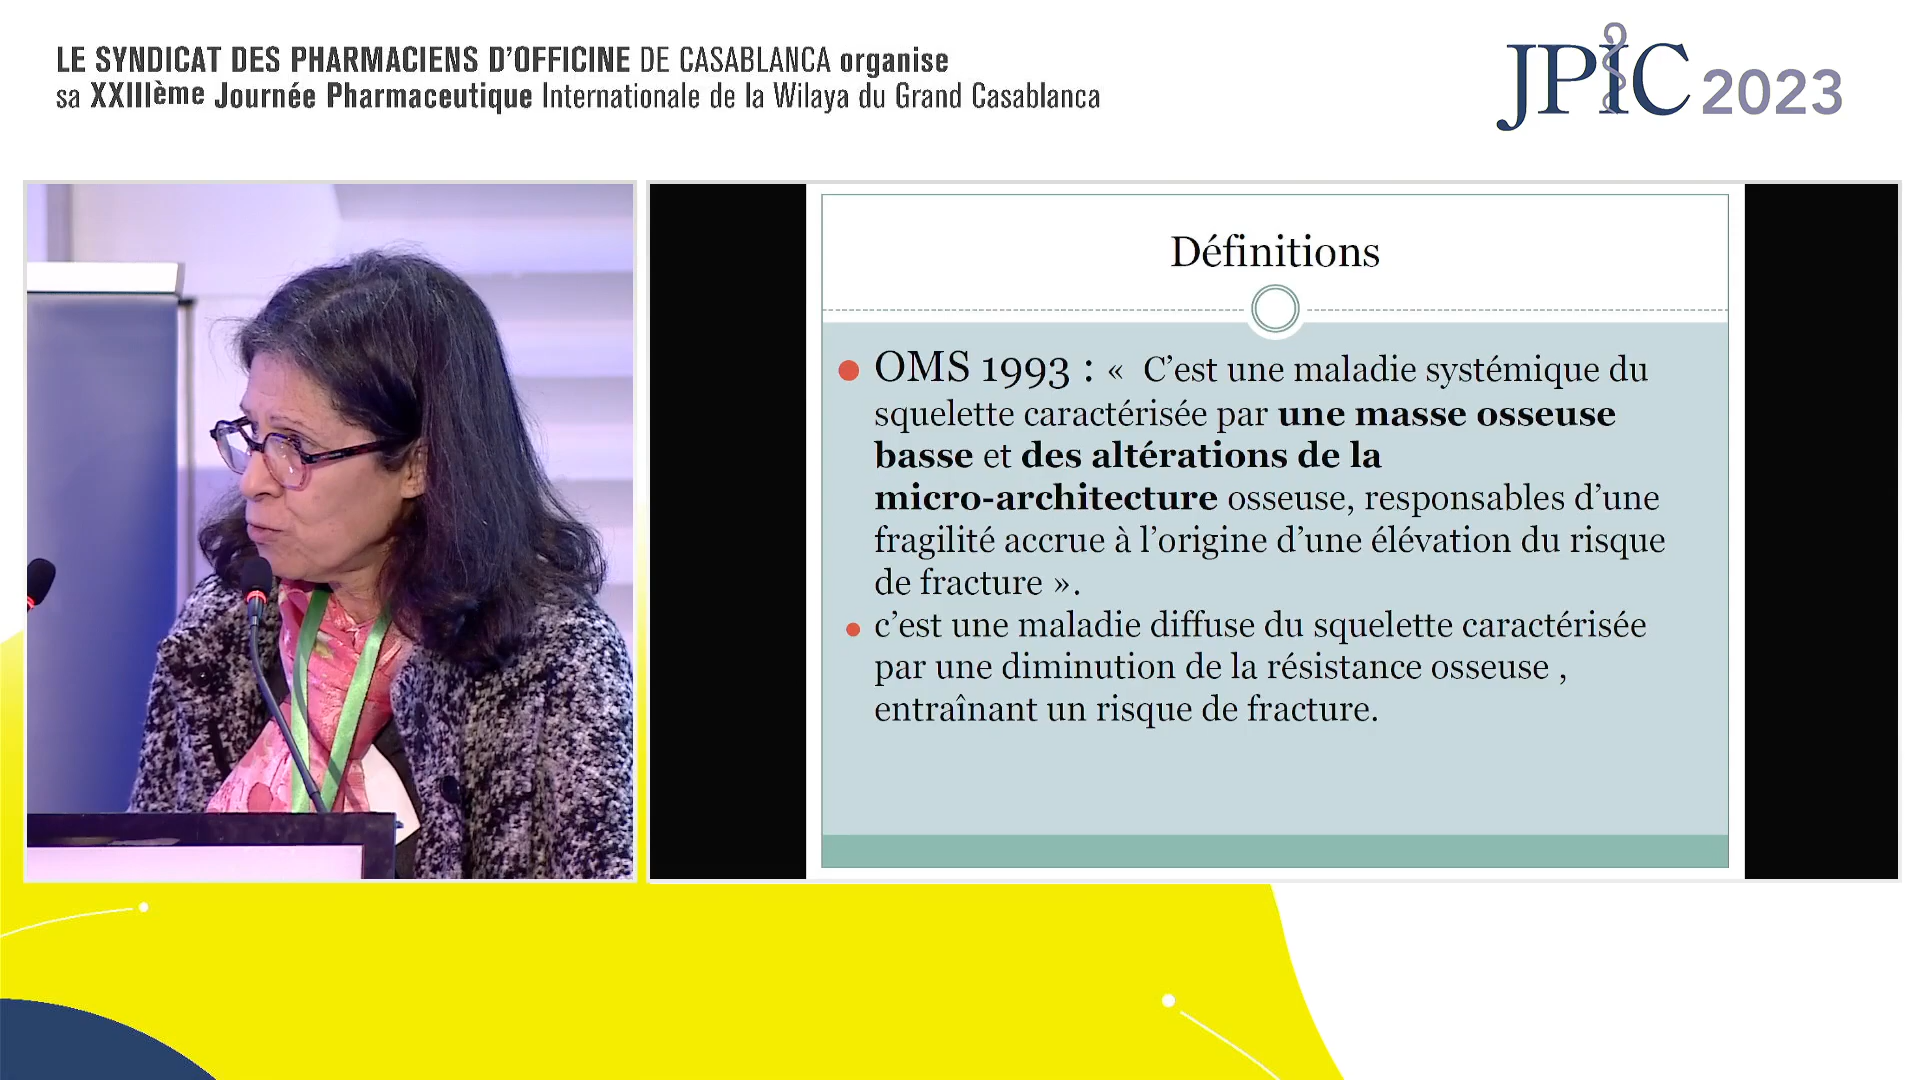 LE SYNDICAT DES PHARMACIENS D'OFFICINE DE CASABLANCA organise
sa XXIIIème Journée Pharmaceutique Internationale de la Wilaya du Grand Casablanca
JPIC 2023
Définitions
OMS 1993 : «  C’est une maladie systémique du
squelette caractérisée par une masse osseuse
basse et des altérations de la
micro-architecture osseuse, responsables d’une
fragilité accrue à l’origine d’une élévation du risque
de fracture ».
c’est une maladie diffuse du squelette caractérisée
par une diminution de la résistance osseuse ,
entraînant un risque de fracture.